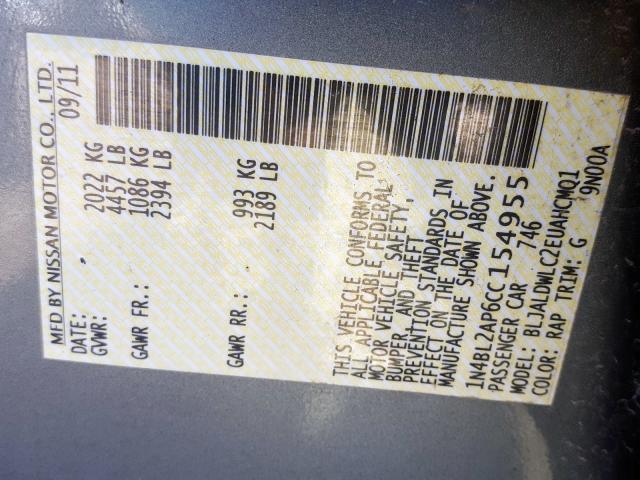 MFD BY NISSAN MOTOR CO., LTD.
DATE: 09/11
GVWR: 2022 KG
4457 LB
GAWR FR.: 1086 KG
2394 LB
GAWR RR.: 993 KG
2189 LB
THIS VEHICLE CONFORMS TO
ALL APPLICABLE FEDERAL
MOTOR VEHICLE SAFETY,
BUMPER AND THEFT
PREVENTION STANDARDS IN
EFFECT ON THE DATE OF
MANUFACTURE SHOWN ABOVE.
1N4BL2AP6CC154955
PASSENGER CAR 746
MODEL: BLJALDWLC2EUAHCMQ1
COLOR: RAP TRIM: G 9N00A